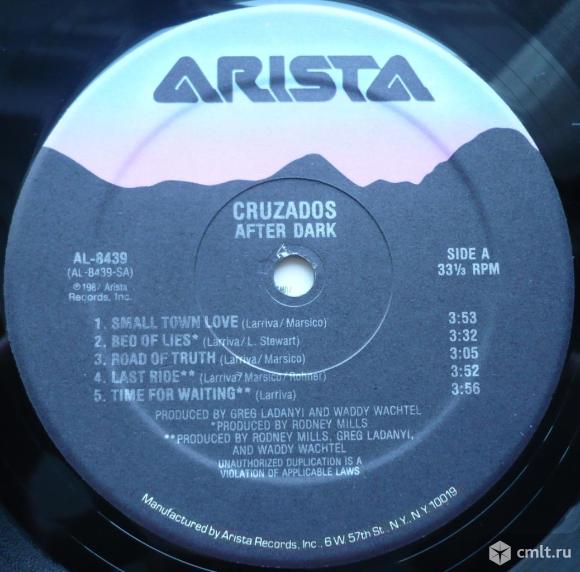 ARISTA
CRUZADOS
AFTER DARK
AL-8439
(AL-8439-SA)
℗ 1987 Arista
Records, Inc.
SIDE A
33⅓ RPM
1. SMALL TOWN LOVE (Larriva/Marsico) 3:53
2. BED OF LIES* (Larriva/L. Stewart) 3:32
3. ROAD OF TRUTH (Larriva/Marsico) 3:05
4. LAST RIDE** (Larriva/Marsico/Rohner) 3:52
5. TIME FOR WAITING** (Larriva) 3:56
PRODUCED BY GREG LADANYI AND WADDY WACHTEL
*PRODUCED BY RODNEY MILLS
**PRODUCED BY RODNEY MILLS, GREG LADANYI,
AND WADDY WACHTEL
UNAUTHORIZED DUPLICATION IS A
VIOLATION OF APPLICABLE LAWS
Manufactured by Arista Records, Inc., 6 W 57th St., N.Y., N.Y 10019
cmlt.ru